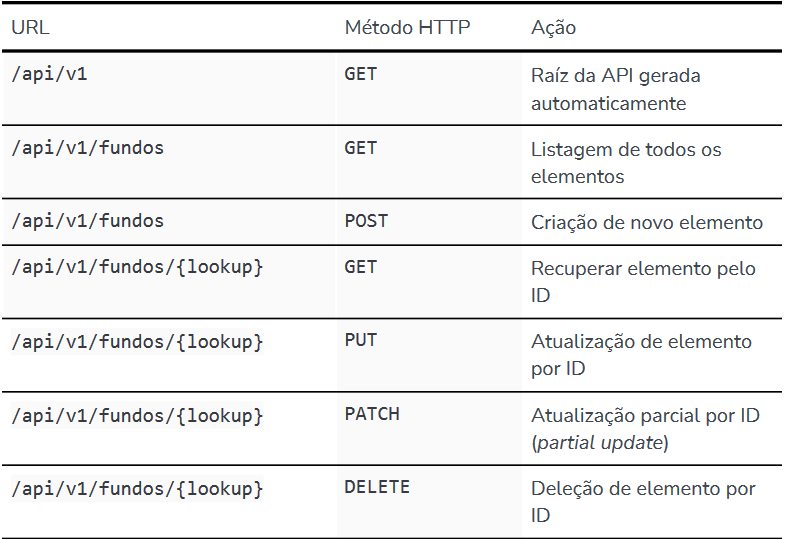 URL Método HTTP Ação
/api/v1 GET Raíz da API gerada
automaticamente
/api/v1/fundos GET Listagem de todos os
elementos
/api/v1/fundos POST Criação de novo elemento
/api/v1/fundos/{lookup} GET Recuperar elemento pelo
ID
/api/v1/fundos/{lookup} PUT Atualização de elemento
por ID
/api/v1/fundos/{lookup} PATCH Atualização parcial por ID
(partial update)
/api/v1/fundos/{lookup} DELETE Deleção de elemento por
ID